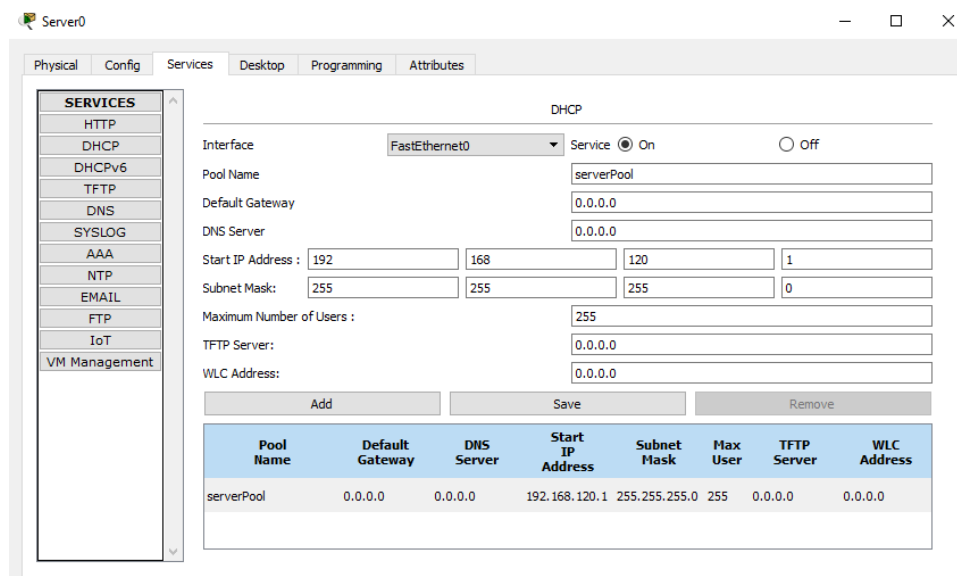 Server0
Physical Config Services Desktop Programming Attributes
SERVICES
HTTP
DHCP
DHCPv6
TFTP
DNS
SYSLOG
AAA
NTP
EMAIL
FTP
IoT
VM Management
DHCP
Interface FastEthernet0 Service On Off
Pool Name serverPool
Default Gateway 0.0.0.0
DNS Server 0.0.0.0
Start IP Address : 192 168 120 1
Subnet Mask: 255 255 255 0
Maximum Number of Users : 255
TFTP Server: 0.0.0.0
WLC Address: 0.0.0.0
Add Save Remove
Pool Name Default Gateway DNS Server Start IP Address Subnet Mask Max User TFTP Server WLC Address
serverPool 0.0.0.0 0.0.0.0 192.168.120.1 255.255.255.0 255 0.0.0.0 0.0.0.0